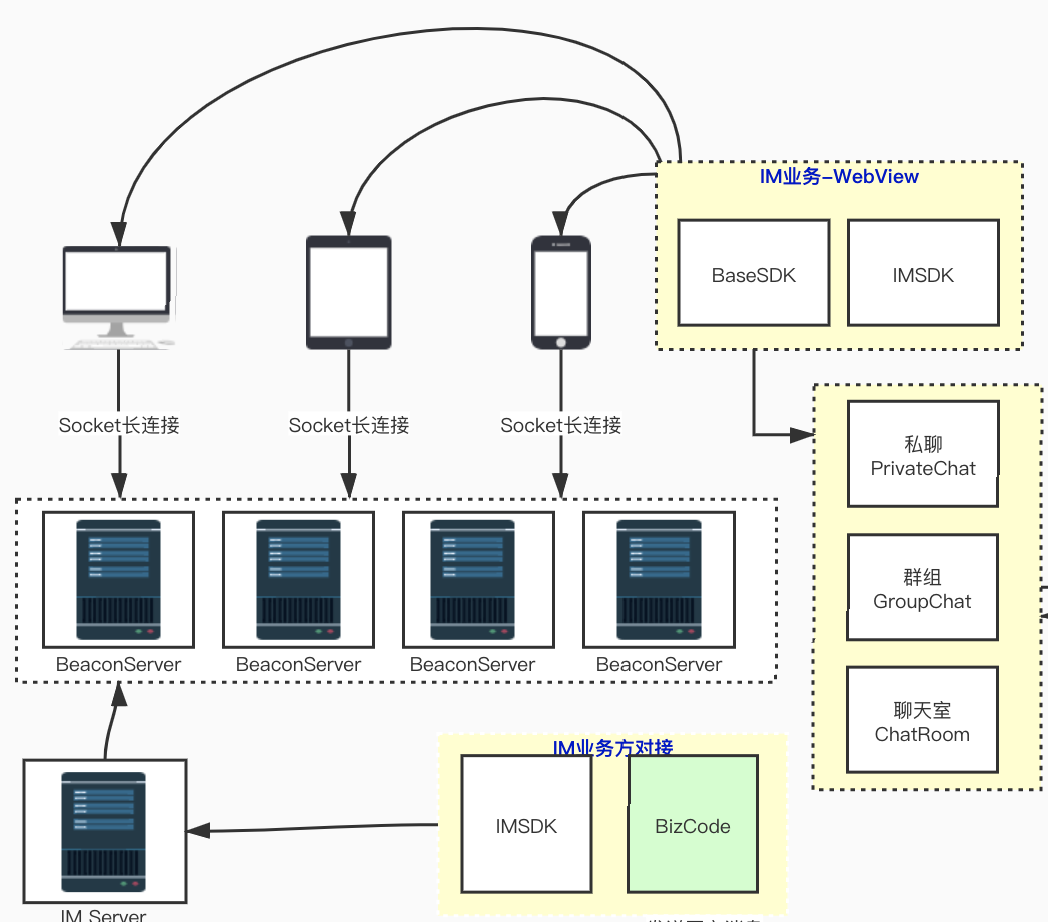 IM业务-WebView
BaseSDK
IMSDK
Socket长连接
Socket长连接
Socket长连接
私聊
PrivateChat
群组
GroupChat
聊天室
ChatRoom
BeaconServer
BeaconServer
BeaconServer
BeaconServer
IM业务方对接
IMSDK
BizCode
IM Server